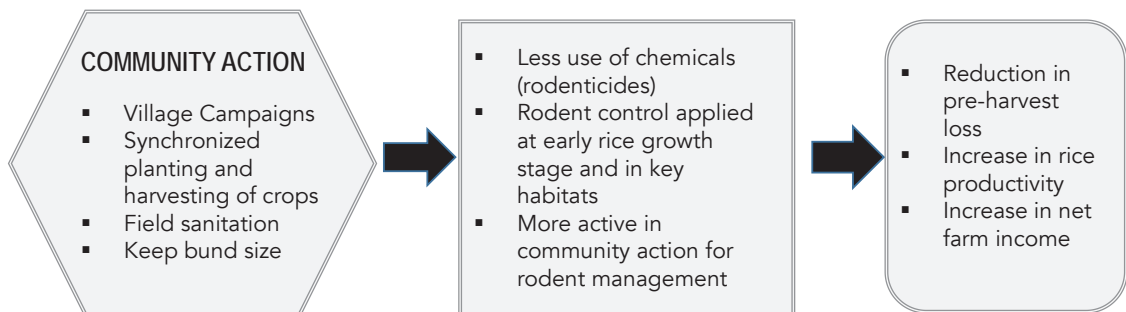 COMMUNITY ACTION
▪ Village Campaigns
▪ Synchronized
planting and
harvesting of crops
▪ Field sanitation
▪ Keep bund size
▪ Less use of chemicals
(rodenticides)
▪ Rodent control applied
at early rice growth
stage and in key
habitats
▪ More active in
community action for
rodent management
▪ Reduction in
pre-harvest
loss
▪ Increase in rice
productivity
▪ Increase in net
farm income